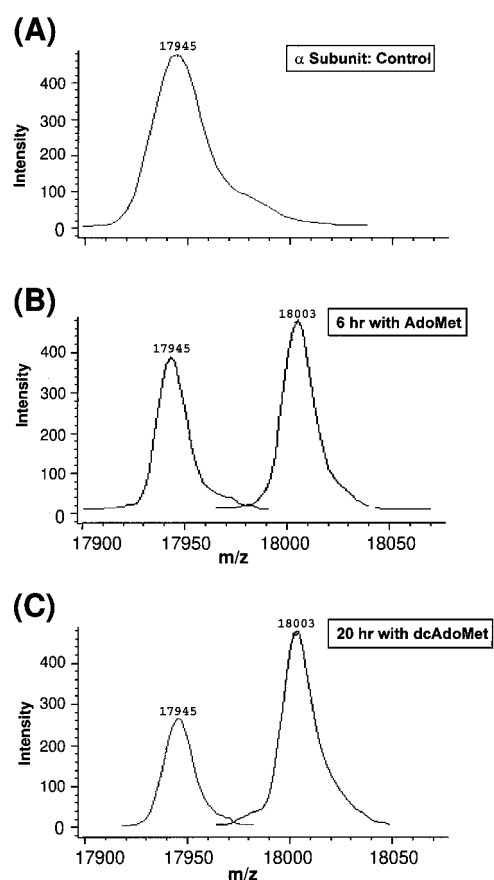 (A)
17945
α Subunit: Control
400
300
200
100
0
Intensity
(B)
18003
6 hr with AdoMet
17945
400
300
200
100
0
Intensity
17900 17950 18000 18050
m/z
(C)
18003
20 hr with dcAdoMet
17945
400
300
200
100
0
Intensity
17900 17950 18000 18050
m/z